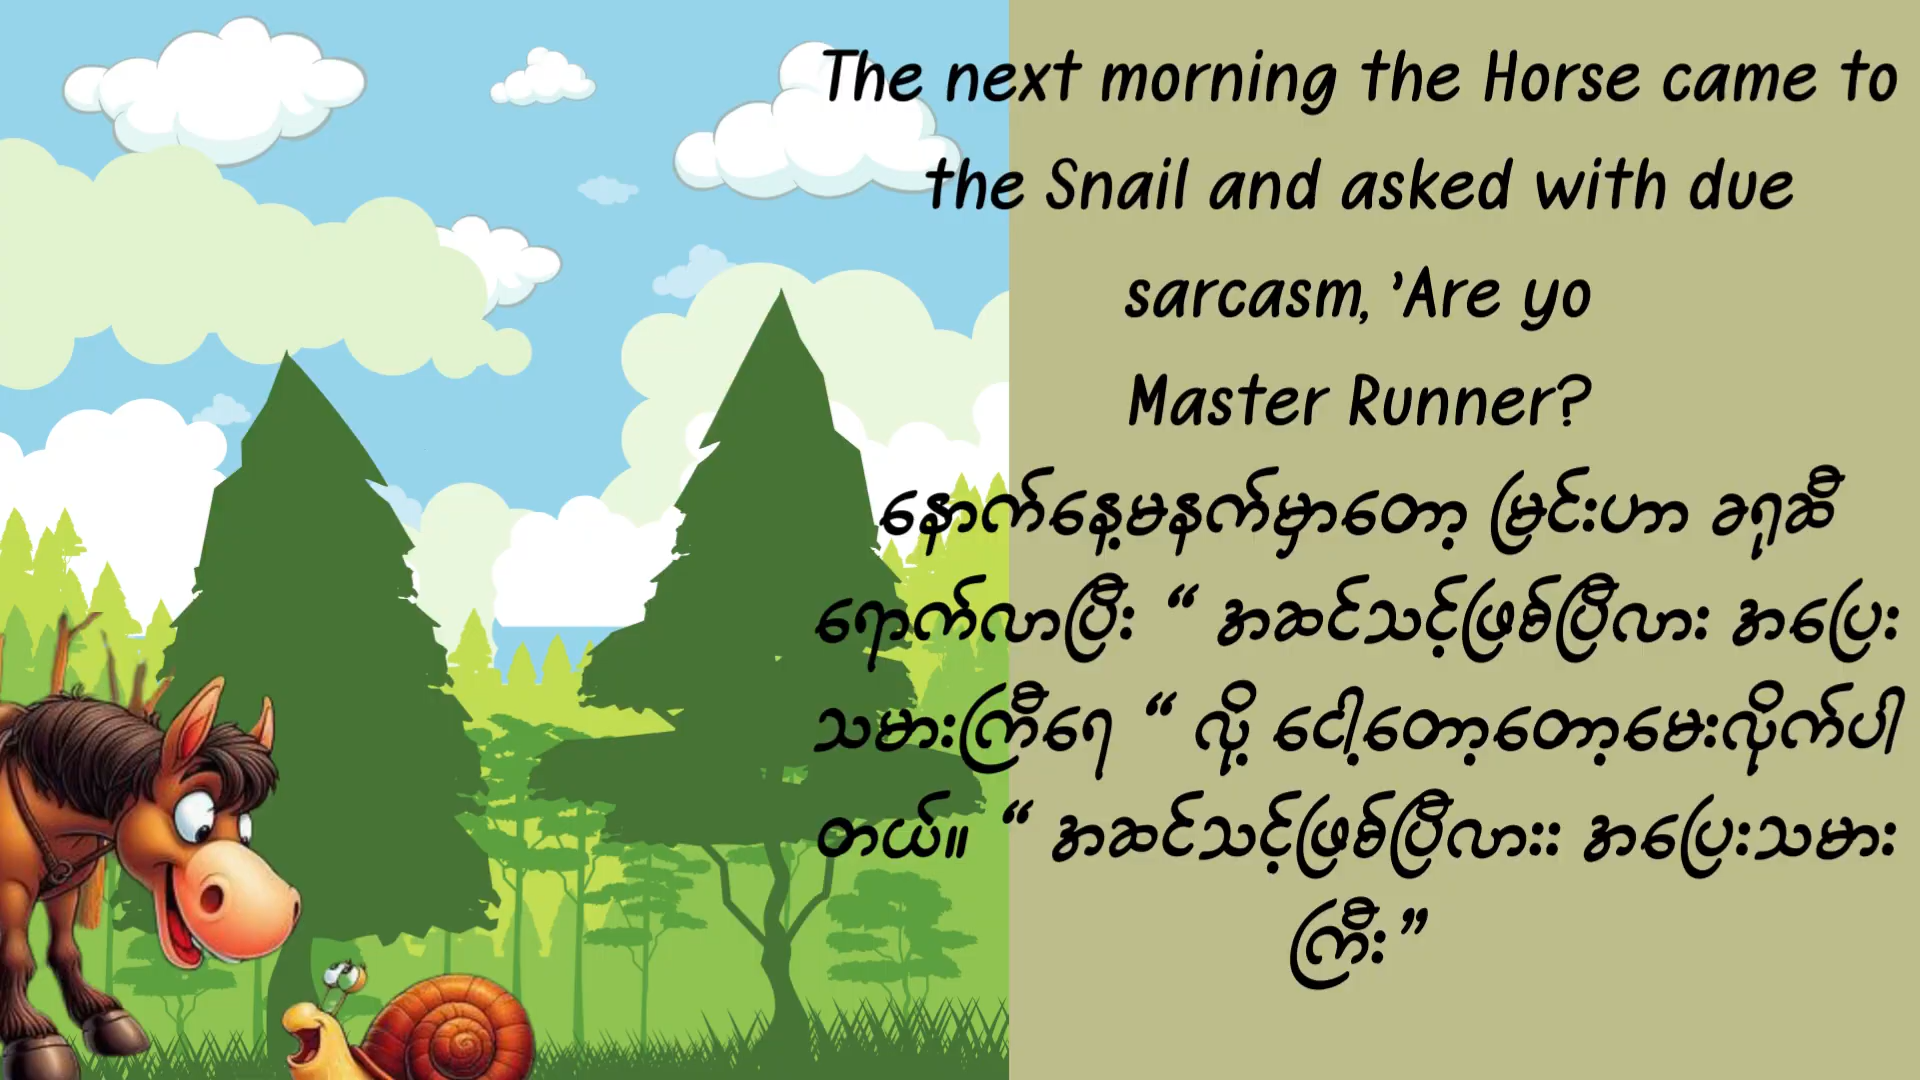 The next morning the Horse came to
the Snail and asked with due
sarcasm, ’Are yo
Master Runner?
နောက်နေ့မနက်မှာတော့ မြင်းဟာ ခရုဆီ
ရောက်လာပြီး “ အဆင်သင့်ဖြစ်ပြီလား အပြေး
သမားကြီရေ “ လို့ ငေါ့တော့တော့မေးလိုက်ပါ
တယ်။ “ အဆင်သင့်ဖြစ်ပြီလားး အပြေးသမား
ကြီး ”